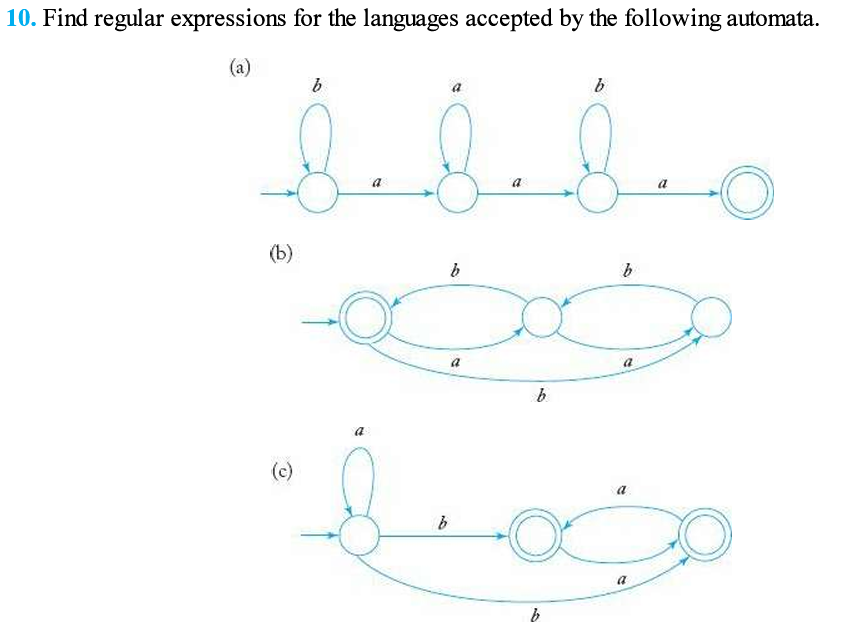 10. Find regular expressions for the languages accepted by the following automata.
(a)
b a b
a a a
(b)
b b
a a
b
a
(c)
a
b
a
b